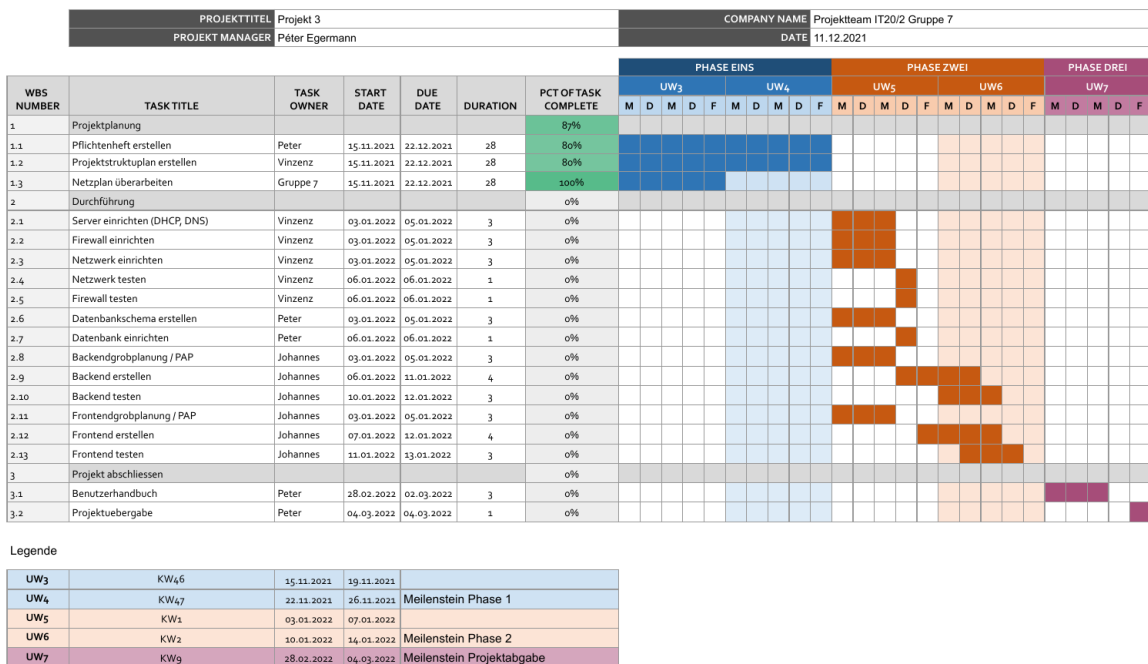 PROJEKTTITEL Projekt 3 COMPANY NAME Projektteam IT20/2 Gruppe 7
PROJEKT MANAGER Péter Egermann DATE 11.12.2021
PHASE EINS PHASE ZWEI PHASE DREI
UW3 UW4 UW5 UW6 UW7
WBS NUMBER TASK TITLE TASK OWNER START DATE DUE DATE DURATION PCT OF TASK COMPLETE M D M D F M D M D F M D M D F M D M D F M D M D F
1 Projektplanung 87%
1.1 Pflichtenheft erstellen Peter 15.11.2021 22.12.2021 28 80%
1.2 Projektstruktuplan erstellen Vinzenz 15.11.2021 22.12.2021 28 80%
1.3 Netzplan überarbeiten Gruppe 7 15.11.2021 22.12.2021 28 100%
2 Durchführung 0%
2.1 Server einrichten (DHCP, DNS) Vinzenz 03.01.2022 05.01.2022 3 0%
2.2 Firewall einrichten Vinzenz 03.01.2022 05.01.2022 3 0%
2.3 Netzwerk einrichten Vinzenz 03.01.2022 05.01.2022 3 0%
2.4 Netzwerk testen Vinzenz 06.01.2022 06.01.2022 1 0%
2.5 Firewall testen Vinzenz 06.01.2022 06.01.2022 1 0%
2.6 Datenbankschema erstellen Peter 03.01.2022 05.01.2022 3 0%
2.7 Datenbank einrichten Peter 06.01.2022 06.01.2022 1 0%
2.8 Backendgrobplanung / PAP Johannes 03.01.2022 05.01.2022 3 0%
2.9 Backend erstellen Johannes 06.01.2022 11.01.2022 4 0%
2.10 Backend testen Johannes 10.01.2022 12.01.2022 3 0%
2.11 Frontendgrobplanung / PAP Johannes 03.01.2022 05.01.2022 3 0%
2.12 Frontend erstellen Johannes 07.01.2022 12.01.2022 4 0%
2.13 Frontend testen Johannes 11.01.2022 13.01.2022 3 0%
3 Projekt abschliessen 0%
3.1 Benutzerhandbuch Peter 28.02.2022 02.03.2022 3 0%
3.2 Projektuebergabe Peter 04.03.2022 04.03.2022 1 0%
Legende
UW3 KW46 15.11.2021 19.11.2021
UW4 KW47 22.11.2021 26.11.2021 Meilenstein Phase 1
UW5 KW1 03.01.2022 07.01.2022
UW6 KW2 10.01.2022 14.01.2022 Meilenstein Phase 2
UW7 KW9 28.02.2022 04.03.2022 Meilenstein Projektabgabe